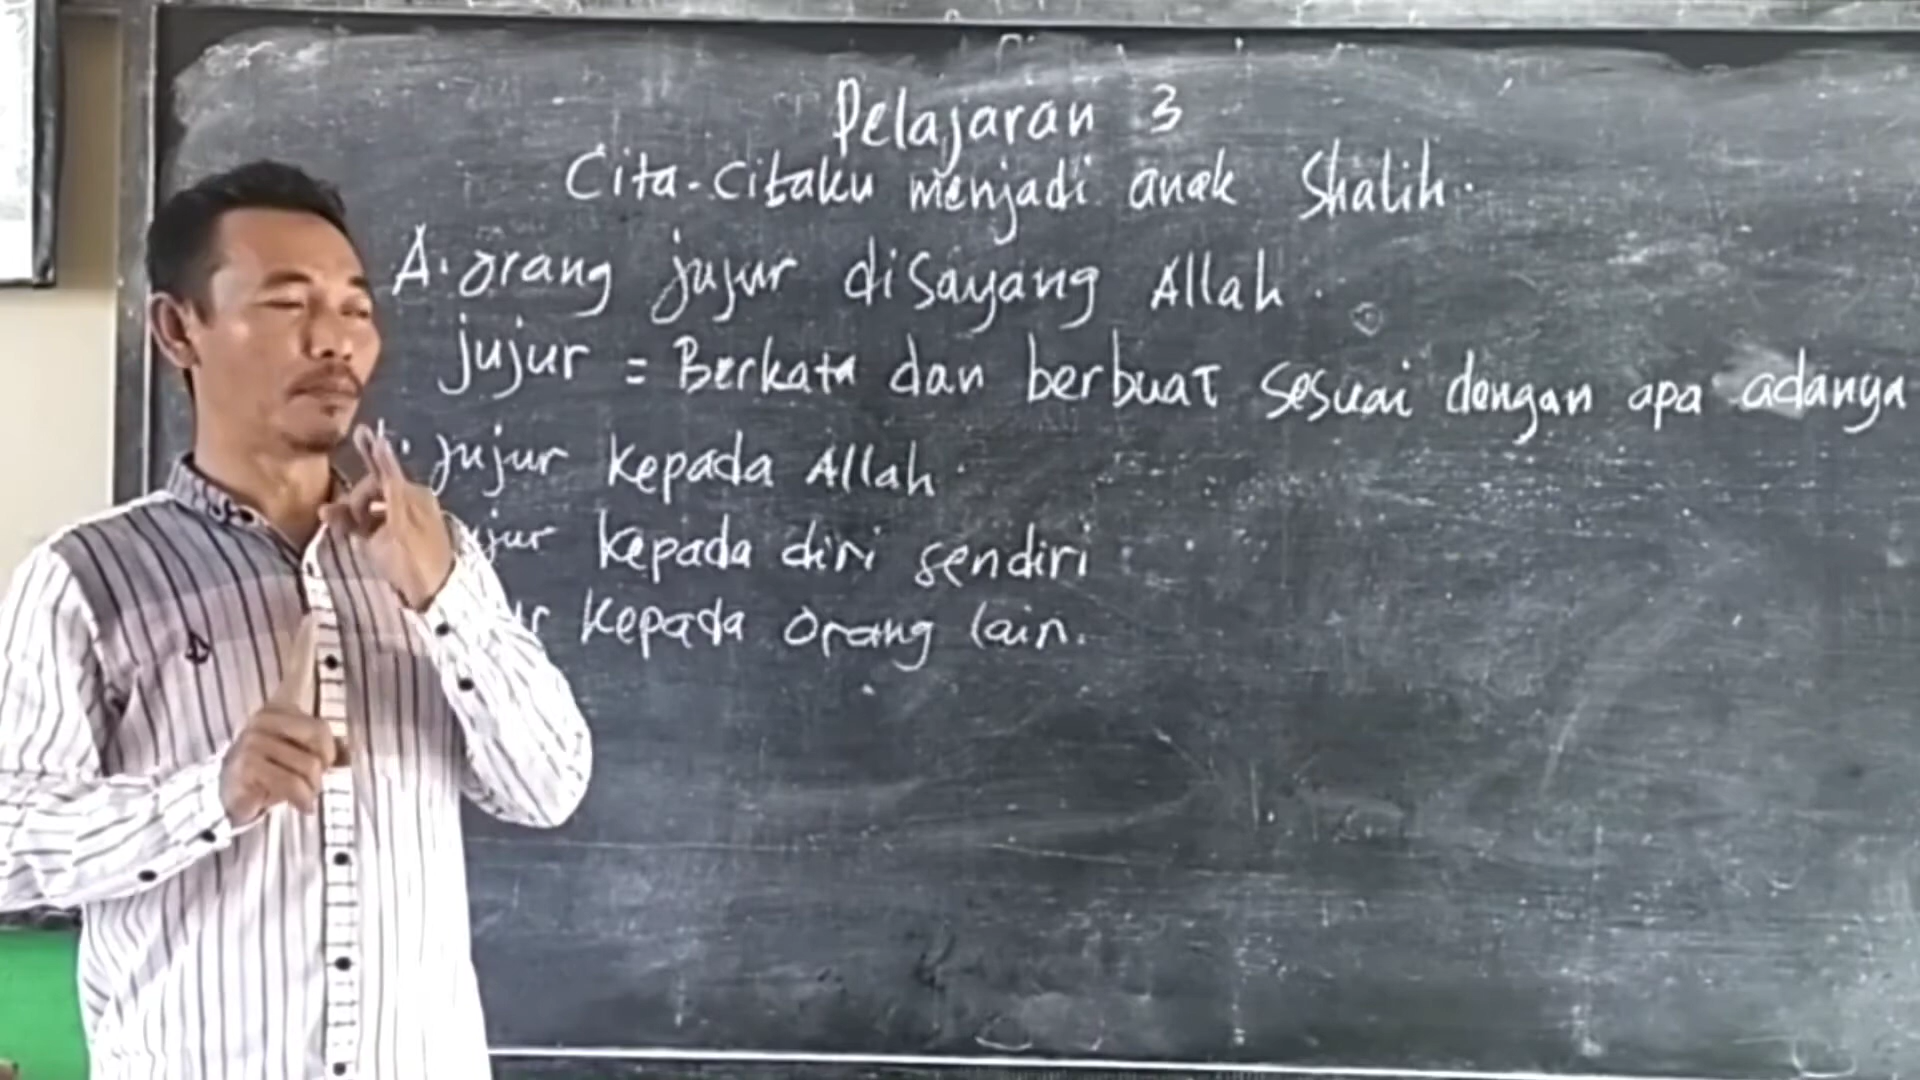 Pelajaran 3
Cita-citaku menjadi anak Shalih.
A. orang jujur disayang Allah.
jujur = Berkata dan berbuat sesuai dengan apa adanya
jujur kepada Allah.
kepada diri sendiri
kepada orang lain.